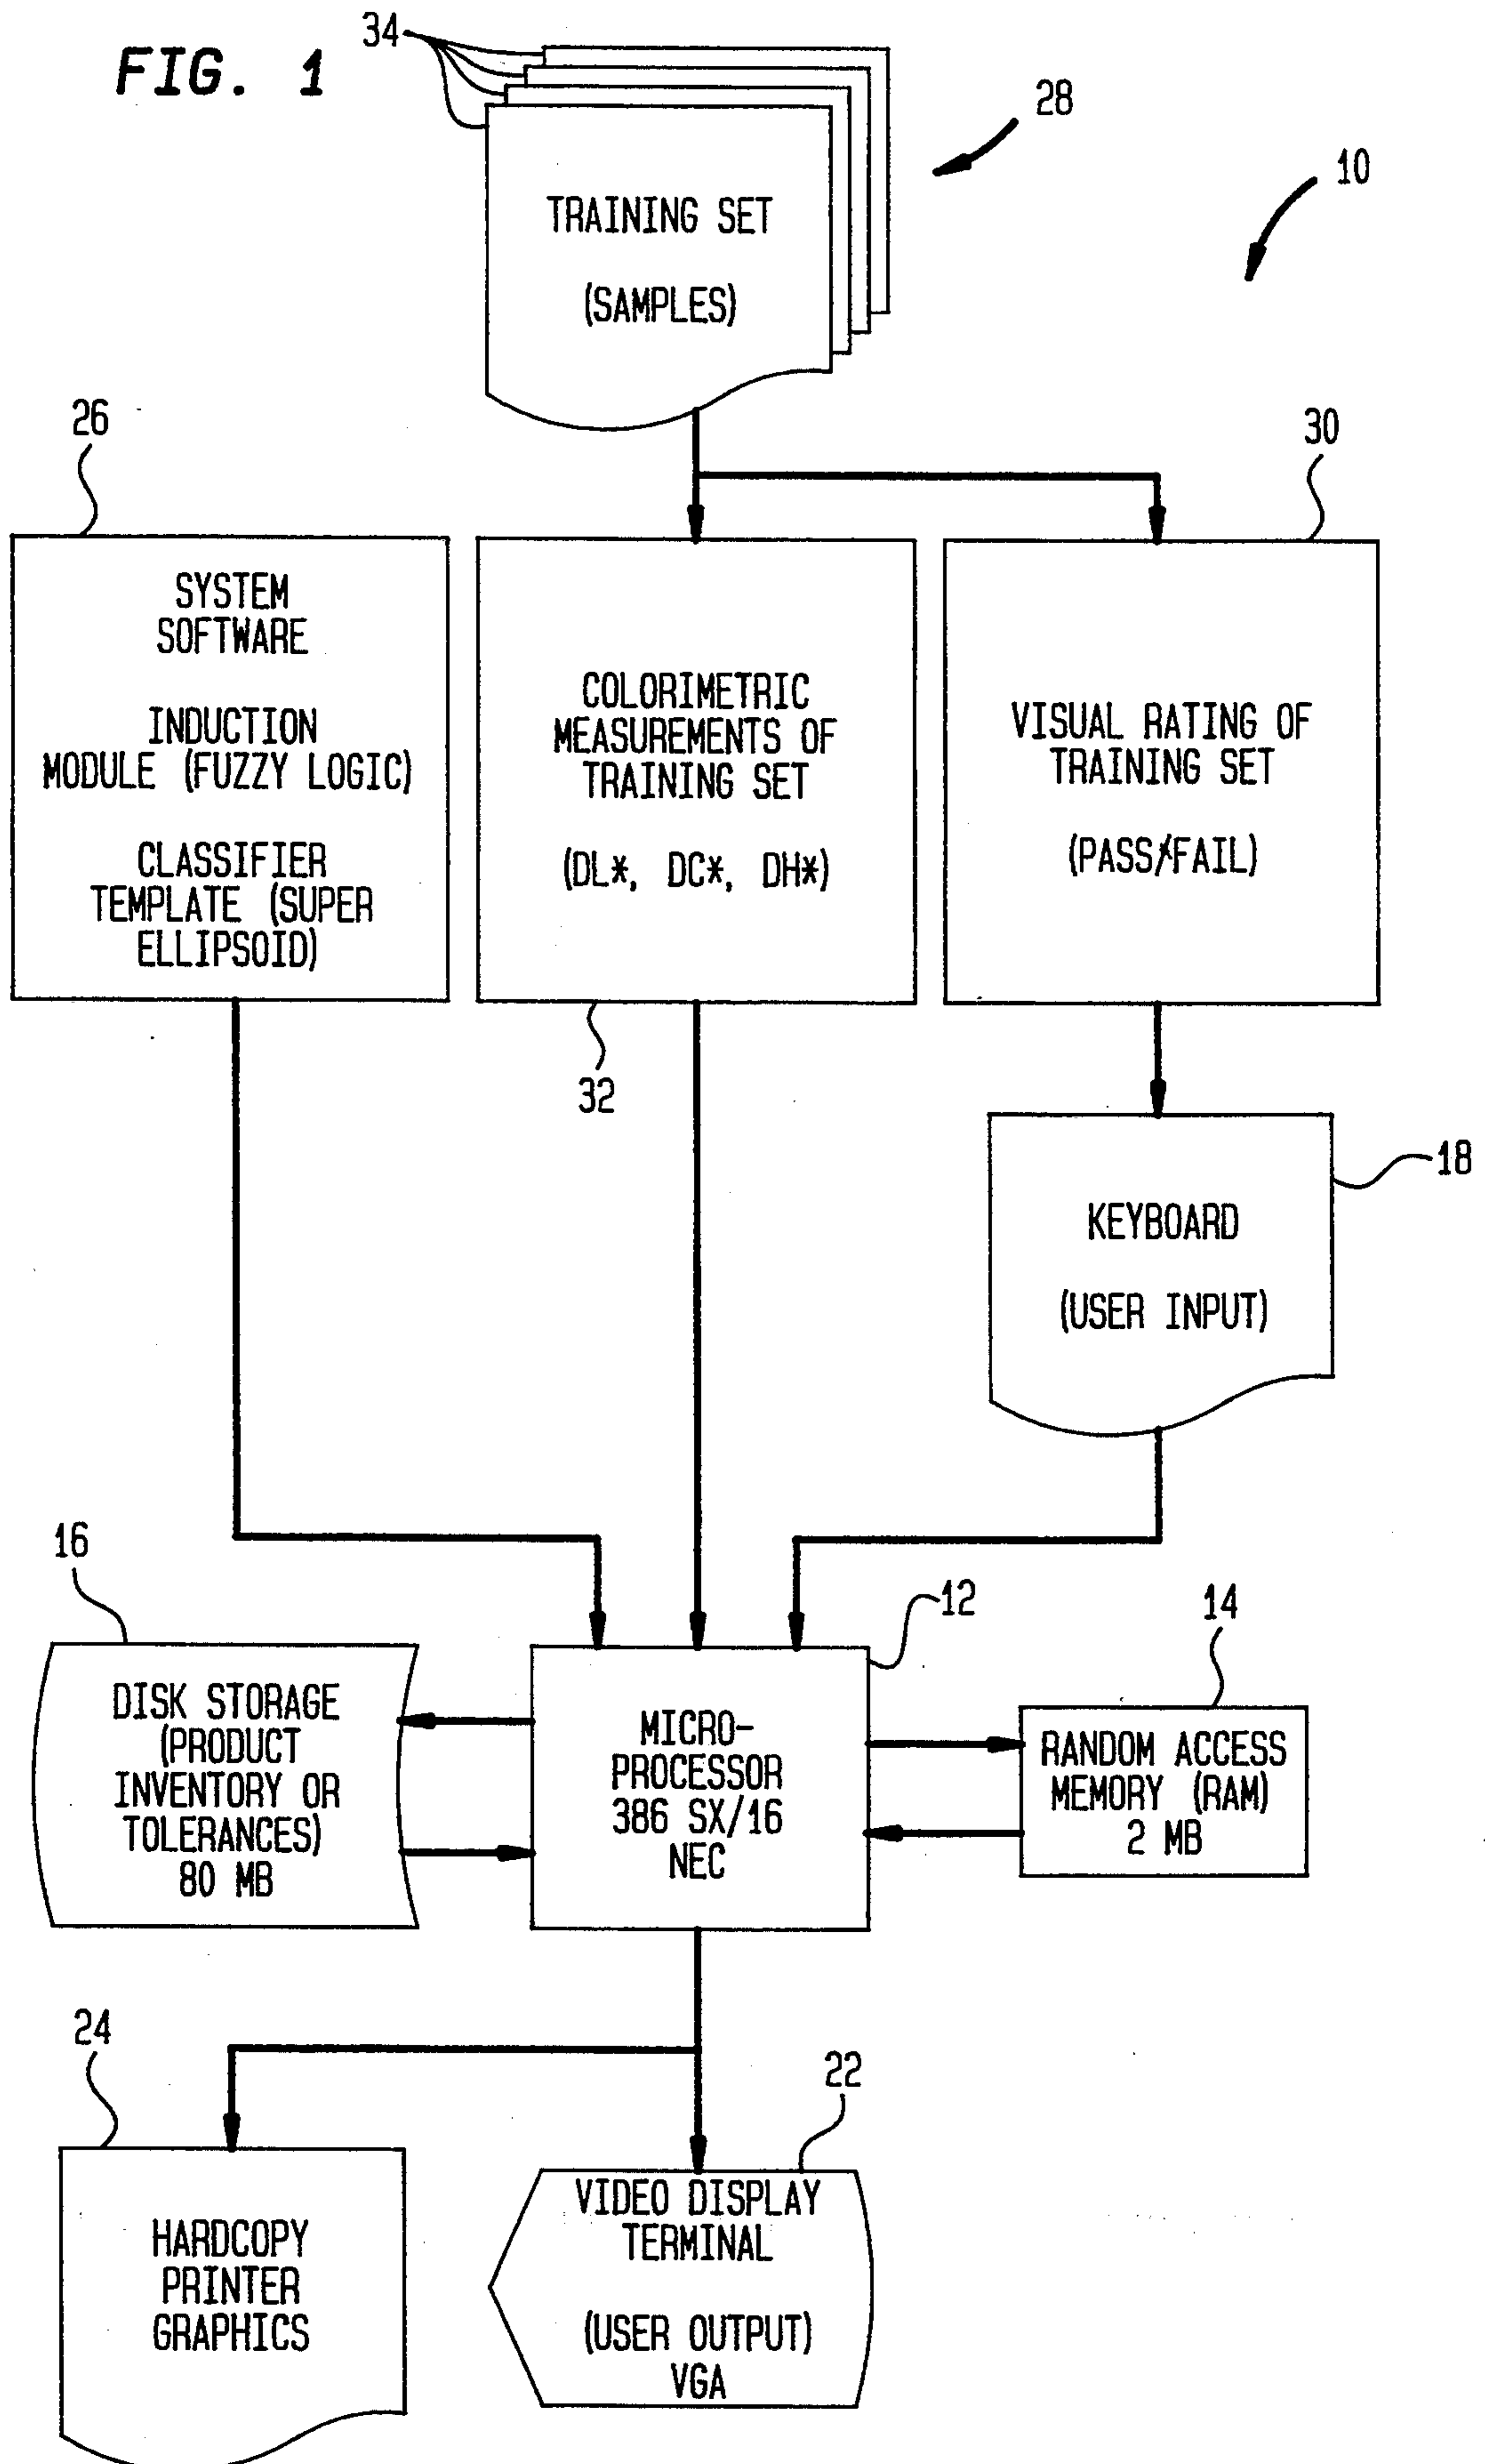 FIG. 1
34
28
10
TRAINING SET
(SAMPLES)
26
30
SYSTEM
SOFTWARE
INDUCTION
MODULE (FUZZY LOGIC)
CLASSIFIER
TEMPLATE (SUPER
ELLIPSOID)
COLORIMETRIC
MEASUREMENTS OF
TRAINING SET
(DL*, DC*, DH*)
32
VISUAL RATING OF
TRAINING SET
(PASS/FAIL)
18
KEYBOARD
(USER INPUT)
16
12
14
DISK STORAGE
(PRODUCT
INVENTORY OR
TOLERANCES)
80 MB
MICRO-
PROCESSOR
386 SX/16
NEC
RANDOM ACCESS
MEMORY (RAM)
2 MB
24
22
HARDCOPY
PRINTER
GRAPHICS
VIDEO DISPLAY
TERMINAL
(USER OUTPUT)
VGA